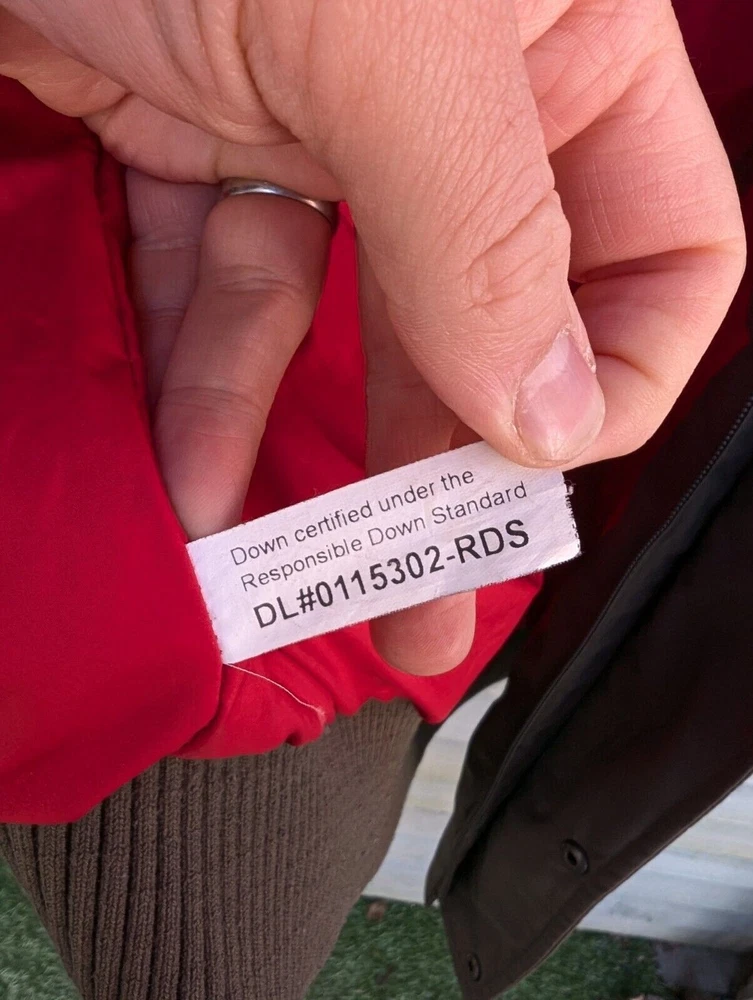 Down certified under the
Responsible Down Standard
DL#0115302-RDS